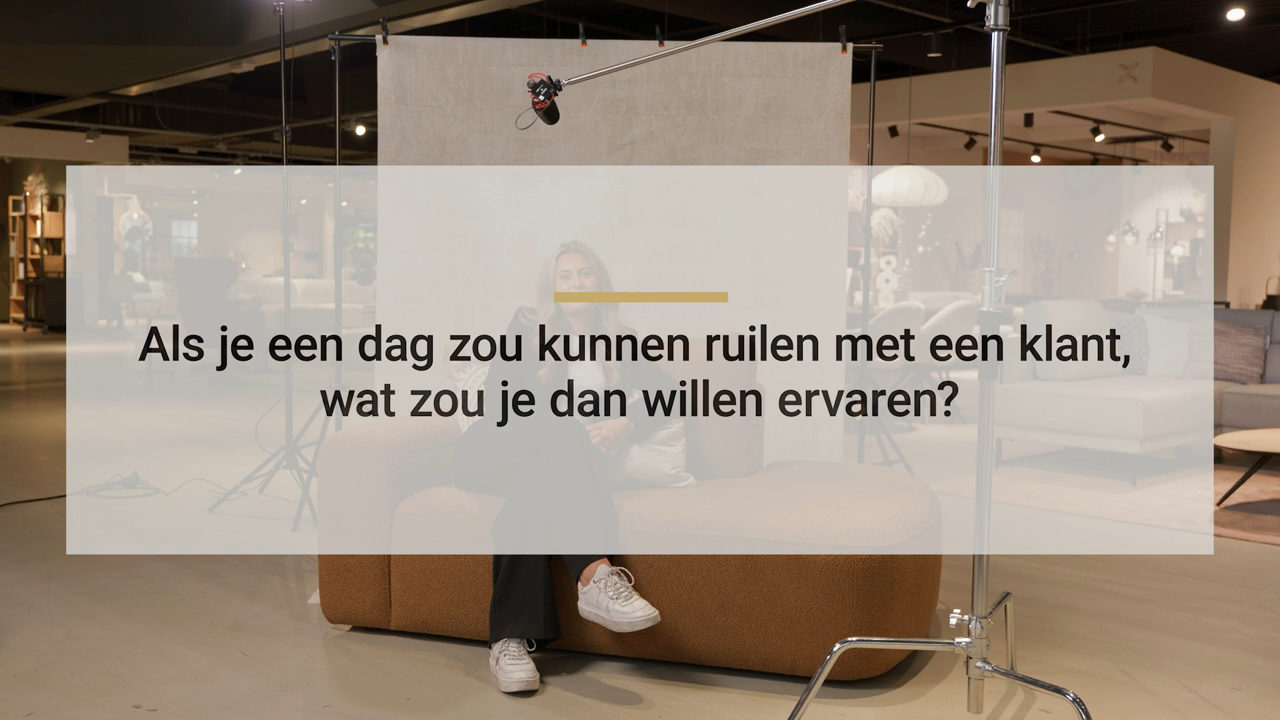 Als je een dag zou kunnen ruilen met een klant,
wat zou je dan willen ervaren?